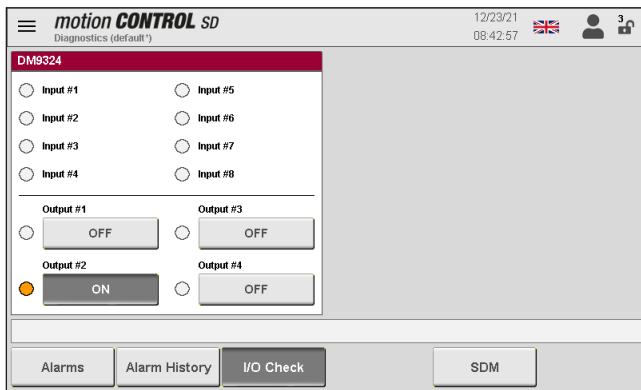 motion CONTROL SD
Diagnostics (default*)
12/23/21
08:42:57
3
DM9324
Input #1
Input #5
Input #2
Input #6
Input #3
Input #7
Input #4
Input #8
Output #1
Output #3
OFF
OFF
Output #2
Output #4
ON
OFF
Alarms
Alarm History
I/O Check
SDM